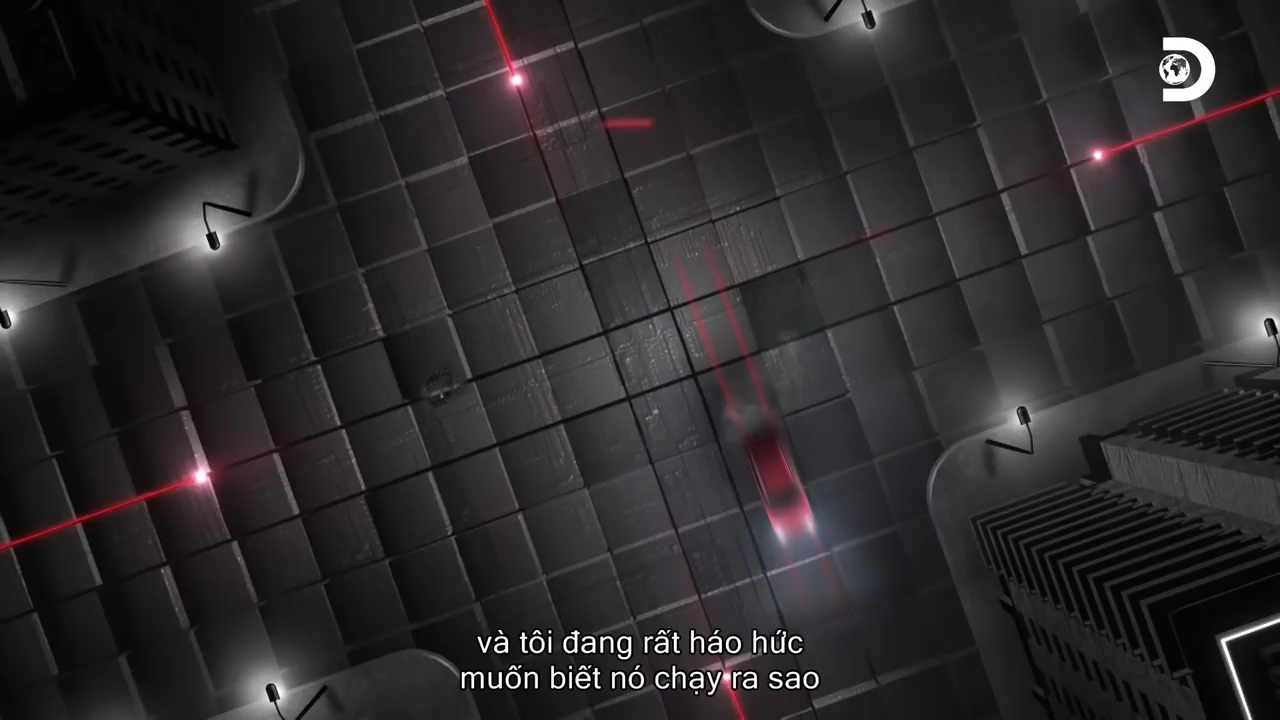 và tôi đang rất háo hức
muốn biết nó chạy ra sao